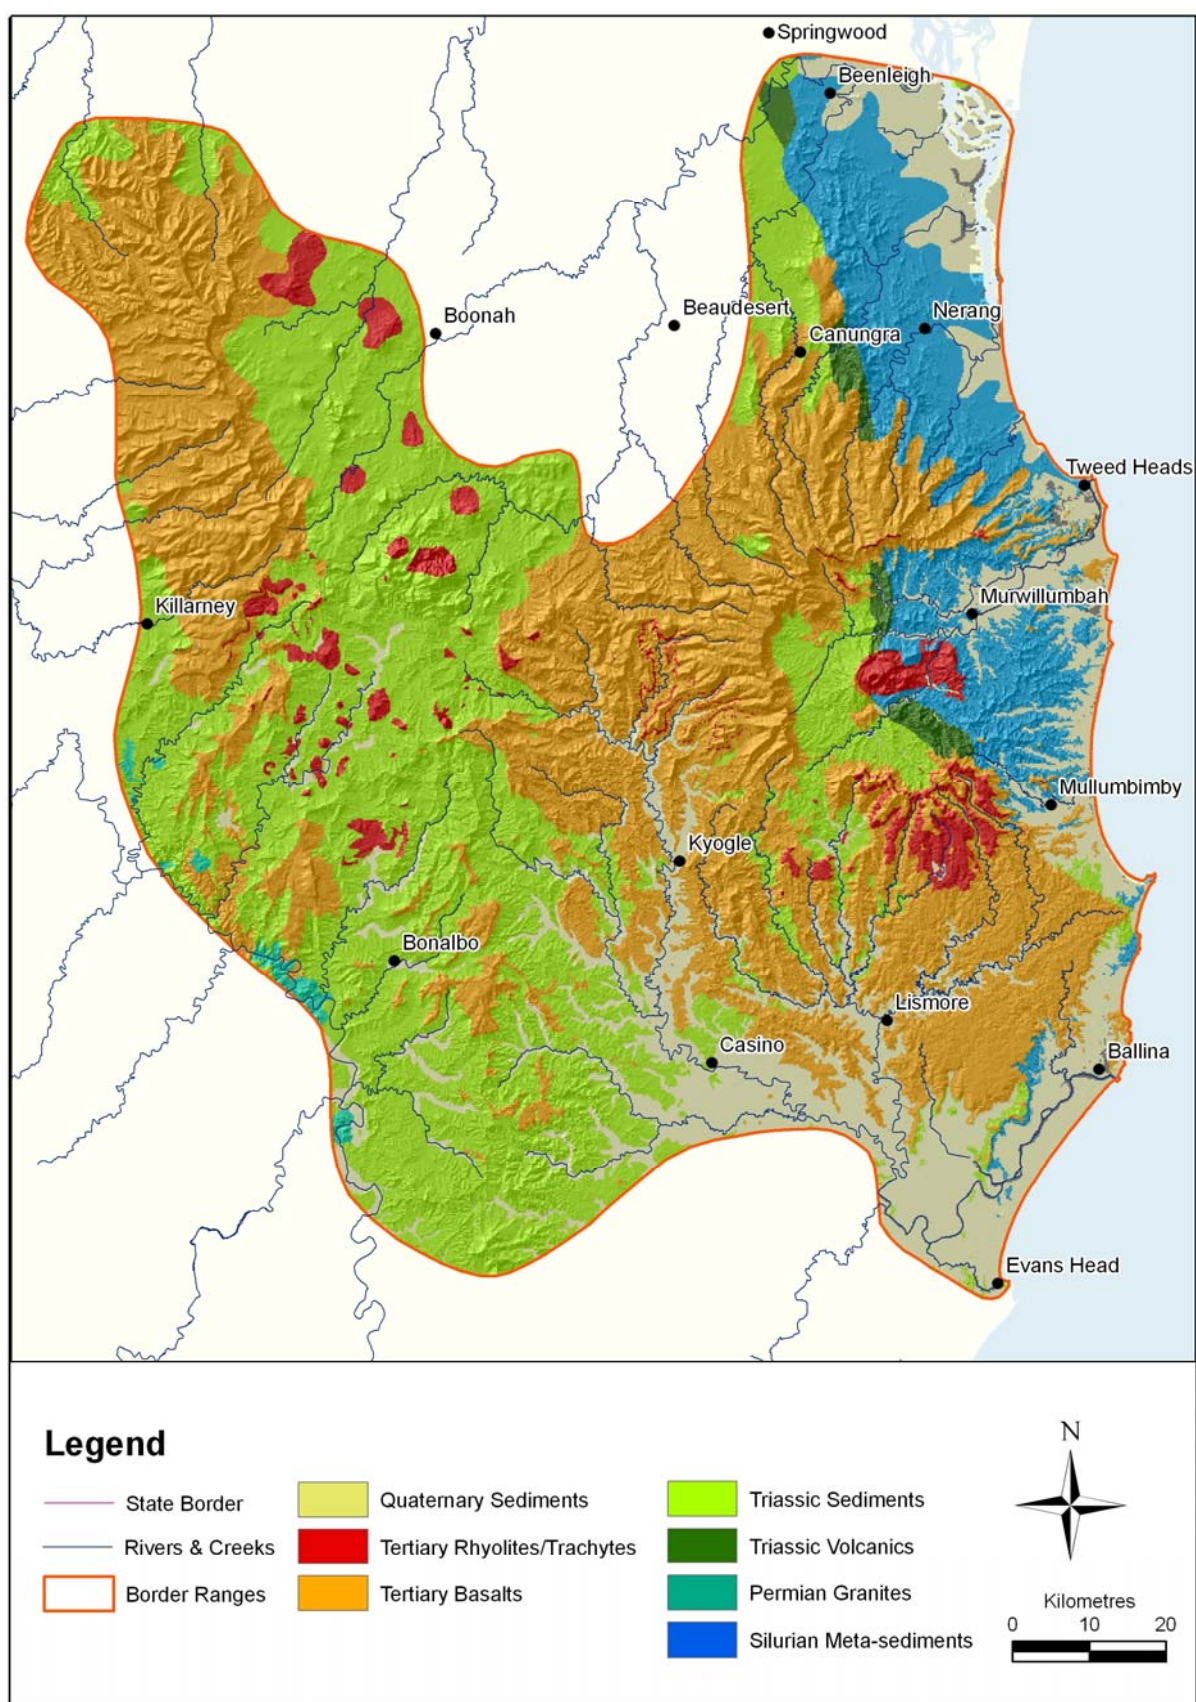 Springwood
Beenleigh
Boonah
Beaudesert
Nerang
Canungra
Tweed Heads
Killarney
Murwillumbah
Mullumbimby
Kyogle
Bonalbo
Lismore
Casino
Ballina
Evans Head
Legend
State Border
Rivers & Creeks
Border Ranges
Quaternary Sediments
Tertiary Rhyolites/Trachytes
Tertiary Basalts
Triassic Sediments
Triassic Volcanics
Permian Granites
Silurian Meta-sediments
N
Kilometres
0 10 20